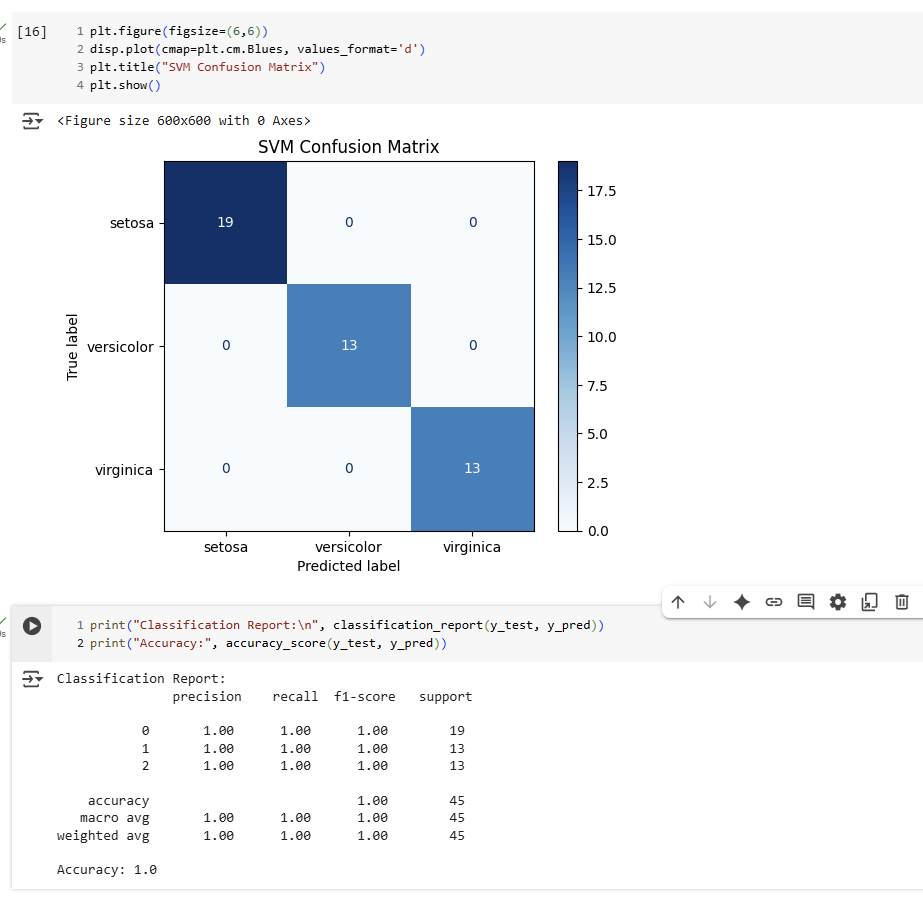 [16]
1 plt.figure(figsize=(6,6))
2 disp.plot(cmap=plt.cm.Blues, values_format='d')
3 plt.title("SVM Confusion Matrix")
4 plt.show()
<Figure size 600x600 with 0 Axes>
SVM Confusion Matrix
setosa 19 0 0
versicolor 0 13 0
virginica 0 0 13
True label
setosa versicolor virginica
Predicted label
17.5
15.0
12.5
10.0
7.5
5.0
2.5
0.0
1 print("Classification Report:\n", classification_report(y_test, y_pred))
2 print("Accuracy:", accuracy_score(y_test, y_pred))
Classification Report:
precision recall f1-score support
0 1.00 1.00 1.00 19
1 1.00 1.00 1.00 13
2 1.00 1.00 1.00 13
accuracy 1.00 45
macro avg 1.00 1.00 1.00 45
weighted avg 1.00 1.00 1.00 45
Accuracy: 1.0